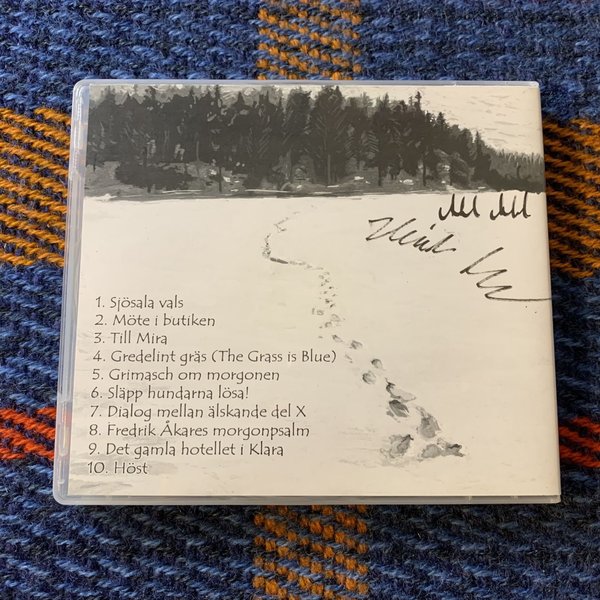 1. Sjösala vals
2. Möte i butiken
3. Till Mira
4. Gredelint gräs (The Grass is Blue)
5. Grimasch om morgonen
6. Släpp hundarna lösa!
7. Dialog mellan älskande del X
8. Fredrik Åkares morgonpsalm
9. Det gamla hotellet i Klara
10. Höst